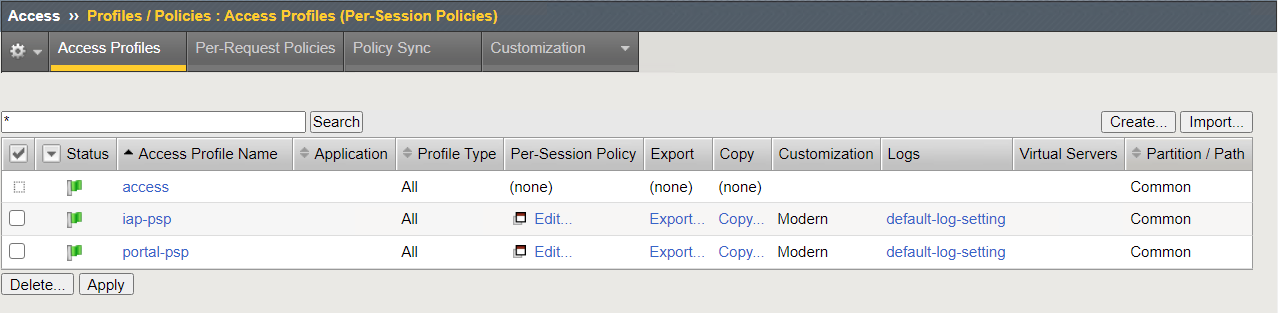 Access ›› Profiles / Policies : Access Profiles (Per-Session Policies)
Access Profiles Per-Request Policies Policy Sync Customization
* Search Create... Import...
Status Access Profile Name Application Profile Type Per-Session Policy Export Copy Customization Logs Virtual Servers Partition / Path
access All (none) (none) (none) Common
iap-psp All Edit... Export... Copy... Modern default-log-setting Common
portal-psp All Edit... Export... Copy... Modern default-log-setting Common
Delete... Apply